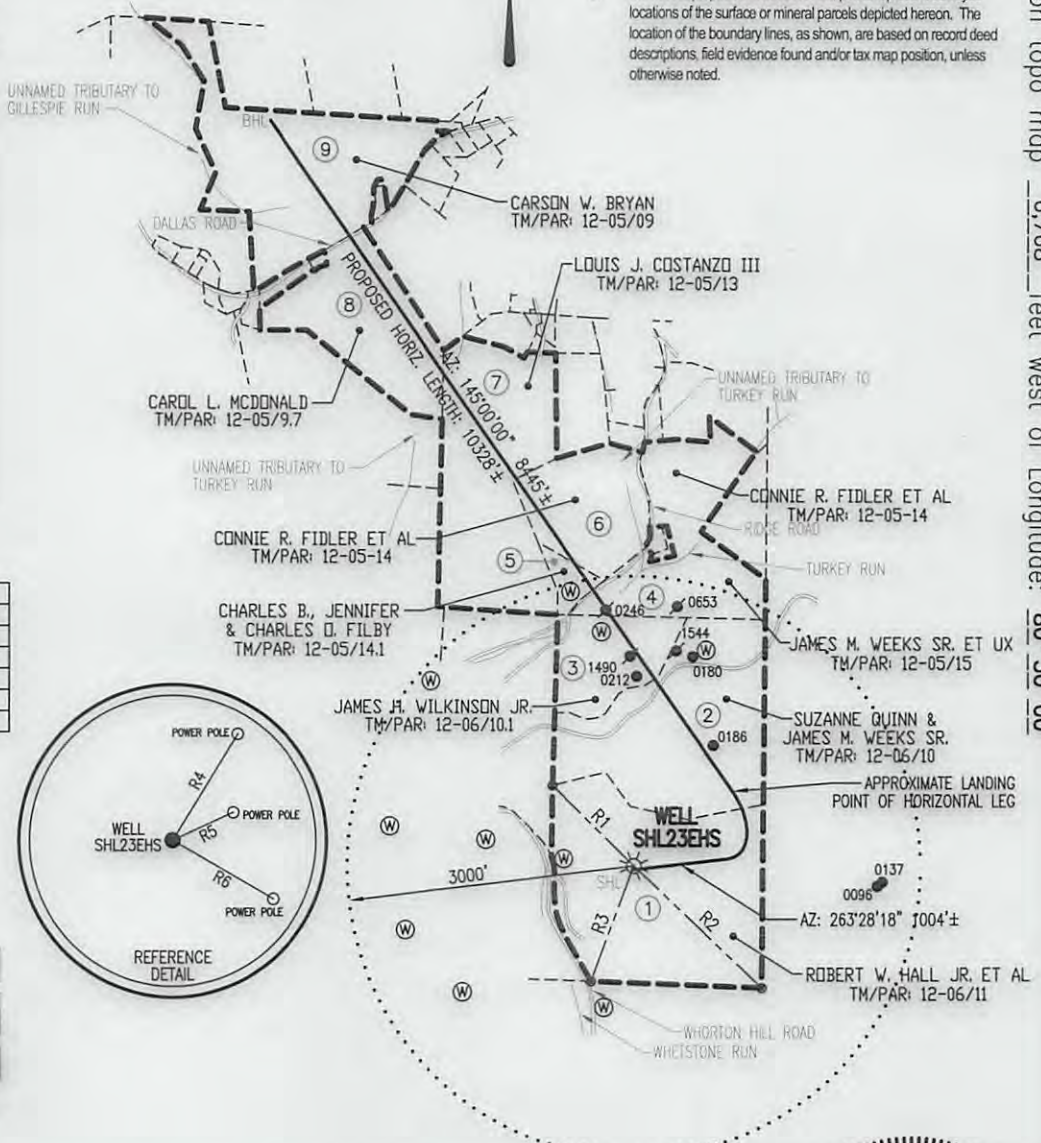 locations of the surface or mineral parcels depicted hereon. The
location of the boundary lines, as shown, are based on record deed
descriptions, field evidence found and/or tax map position, unless
otherwise noted.
UNNAMED TRIBUTARY TO
GILLESPIE RUN
BHL
9
CARSON W. BRYAN
TM/PAR: 12-05/09
DALLAS ROAD
LOUIS J. COSTANZO III
TM/PAR: 12-05/13
8
PROPOSED HORIZ. LENGTH: 10328'±
AZ: 145°00'00"
8445'±
7
CAROL L. MCDONALD
TM/PAR: 12-05/9.7
UNNAMED TRIBUTARY TO
TURKEY RUN
UNNAMED TRIBUTARY TO
TURKEY RUN
CONNIE R. FIDLER ET AL
TM/PAR: 12-05-14
6
CONNIE R. FIDLER ET AL
TM/PAR: 12-05-14
RIDGE ROAD
5
TURKEY RUN
CHARLES B., JENNIFER
& CHARLES D. FILBY
TM/PAR: 12-05/14.1
W
4
0246
0653
W
1544
W
0180
JAMES M. WEEKS SR. ET UX
TM/PAR: 12-05/15
1490
3
0212
W
JAMES H. WILKINSON JR.
TM/PAR: 12-06/10.1
2
SUZANNE QUINN &
JAMES M. WEEKS SR.
TM/PAR: 12-06/10
0186
APPROXIMATE LANDING
POINT OF HORIZONTAL LEG
R1
WELL
SHL23EHS
W
W
W
3000'
SHL
1
R2
R3
0137
0096
AZ: 263°28'18" 1004'±
W
ROBERT W. HALL JR. ET AL
TM/PAR: 12-06/11
W
W
WHORTON HILL ROAD
WHETSTONE RUN
POWER POLE
R4
POWER POLE
WELL
SHL23EHS
R5
R6
POWER POLE
REFERENCE
DETAIL
on topo map
feet west of Longitude: